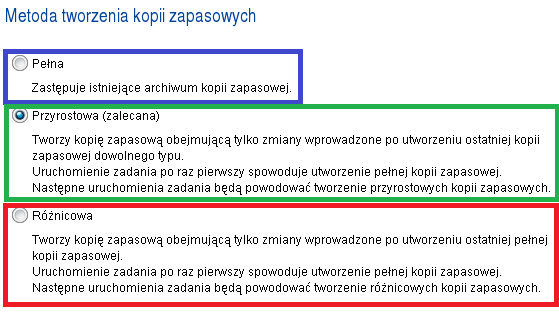 Metoda tworzenia kopii zapasowych
Pełna
Zastępuje istniejące archiwum kopii zapasowej.
Przyrostowa (zalecana)
Tworzy kopię zapasową obejmującą tylko zmiany wprowadzone po utworzeniu ostatniej kopii
zapasowej dowolnego typu.
Uruchomienie zadania po raz pierwszy spowoduje utworzenie pełnej kopii zapasowej.
Następne uruchomienia zadania będą powodować tworzenie przyrostowych kopii zapasowych.
Różnicowa
Tworzy kopię zapasową obejmującą tylko zmiany wprowadzone po utworzeniu ostatniej pełnej
kopii zapasowej.
Uruchomienie zadania po raz pierwszy spowoduje utworzenie pełnej kopii zapasowej.
Następne uruchomienia zadania będą powodować tworzenie różnicowych kopii zapasowych.